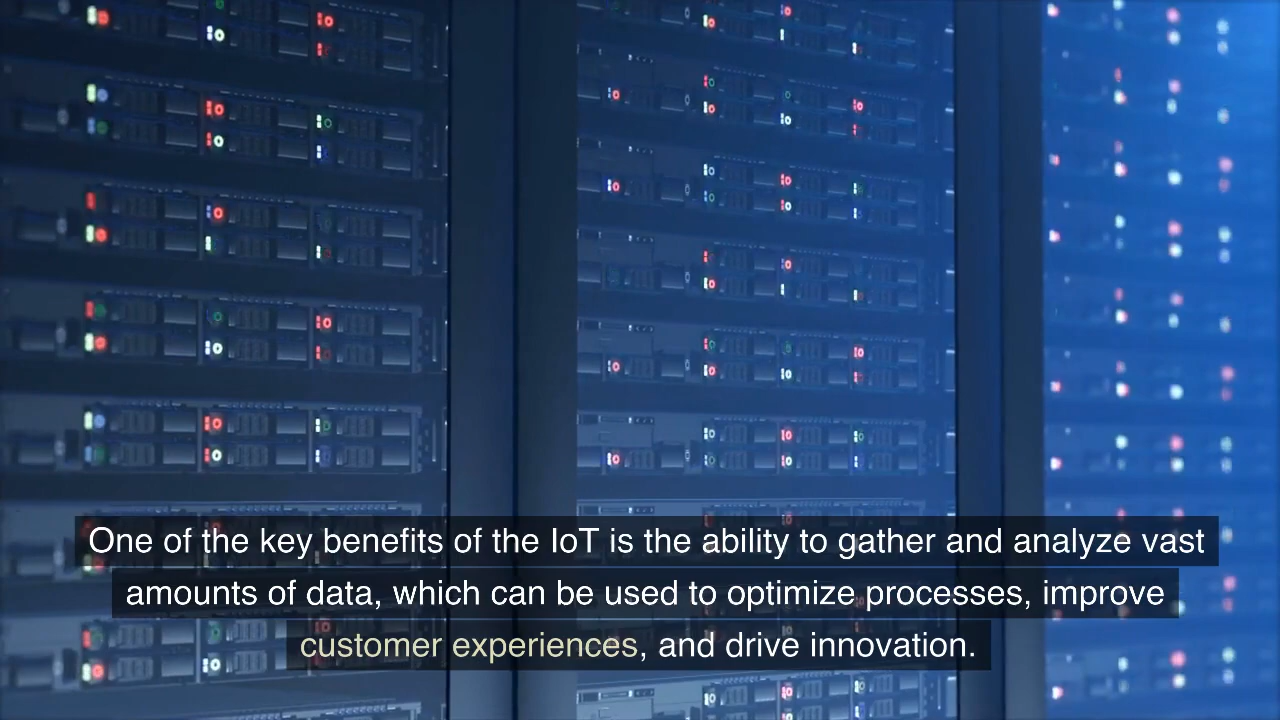 One of the key benefits of the IoT is the ability to gather and analyze vast
amounts of data, which can be used to optimize processes, improve
customer experiences, and drive innovation.